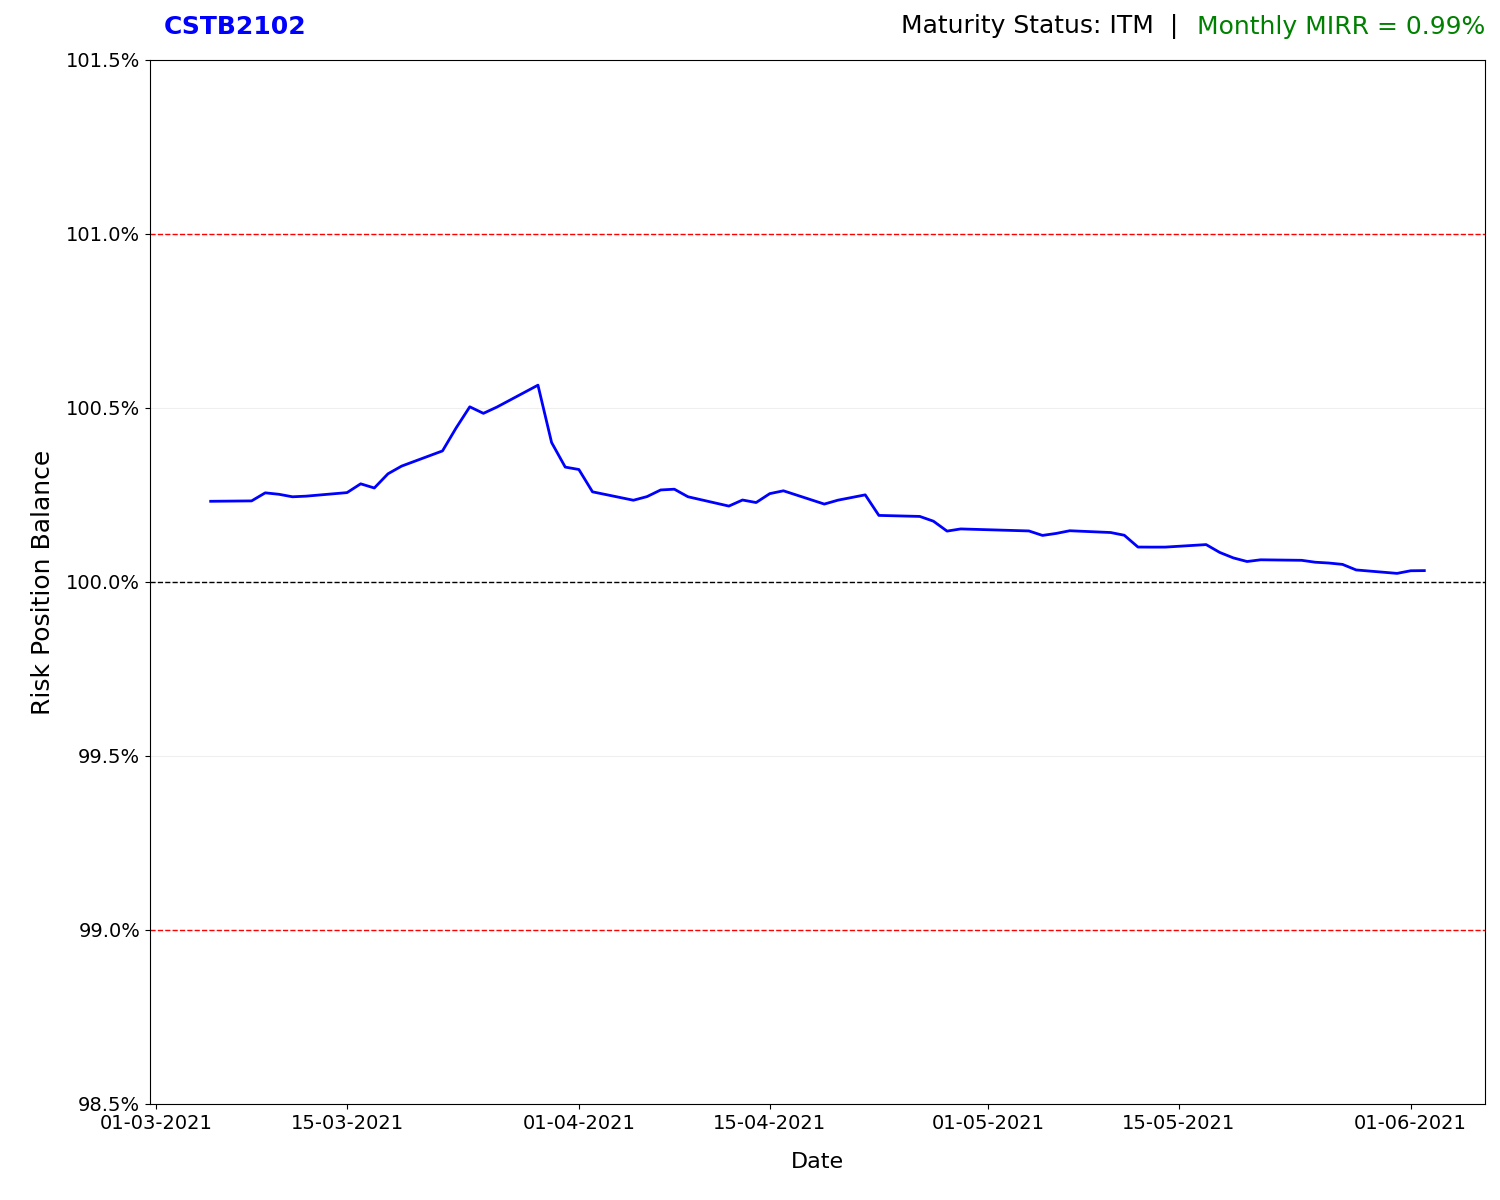 CSTB2102
Maturity Status: ITM | Monthly MIRR = 0.99%
101.5%
101.0%
100.5%
100.0%
99.5%
99.0%
98.5%
Risk Position Balance
01-03-2021 15-03-2021 01-04-2021 15-04-2021 01-05-2021 15-05-2021 01-06-2021
Date